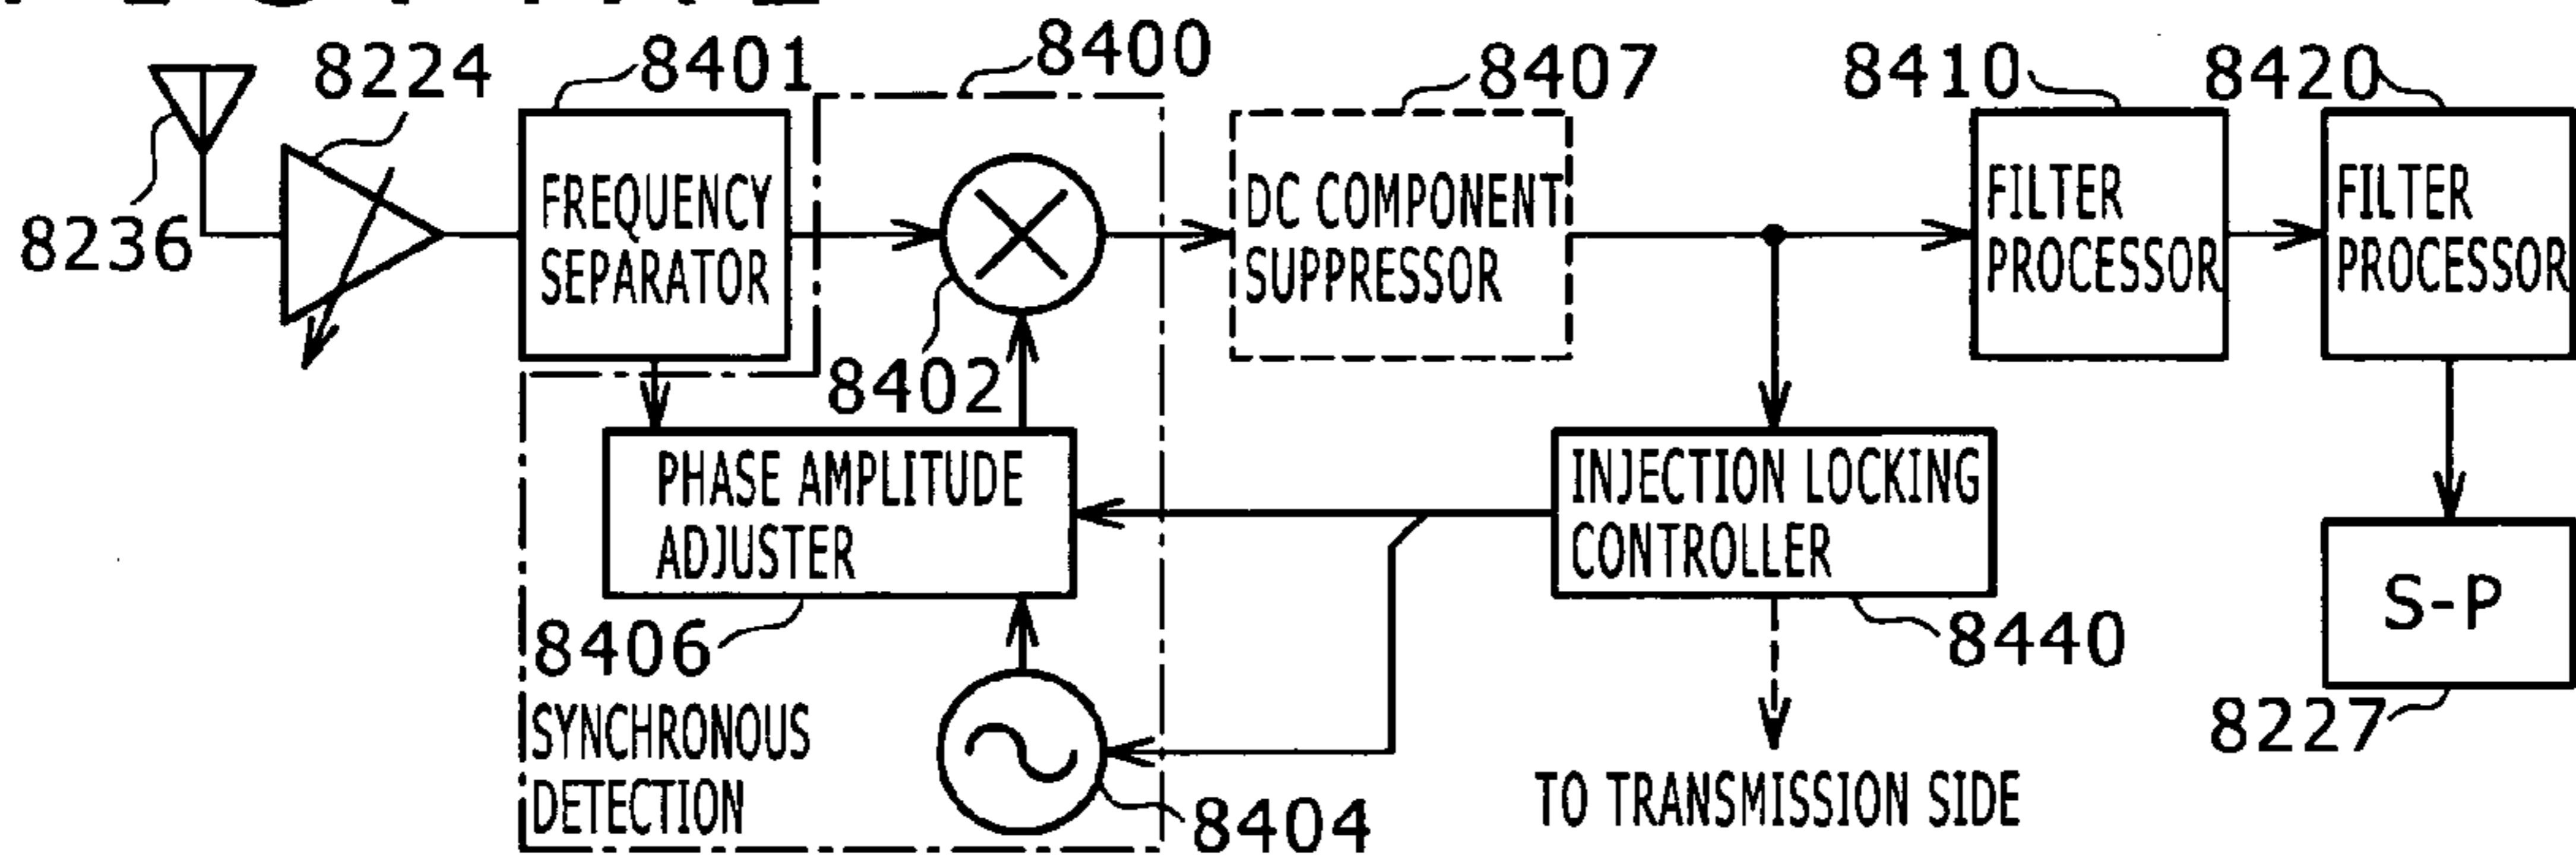 8224
8401
8400
8407
8410
8420
8236
FREQUENCY
SEPARATOR
DC COMPONENT
SUPPRESSOR
FILTER
PROCESSOR
FILTER
PROCESSOR
8402
PHASE AMPLITUDE
ADJUSTER
INJECTION LOCKING
CONTROLLER
8406
8440
S-P
SYNCHRONOUS
DETECTION
8404
TO TRANSMISSION SIDE
8227